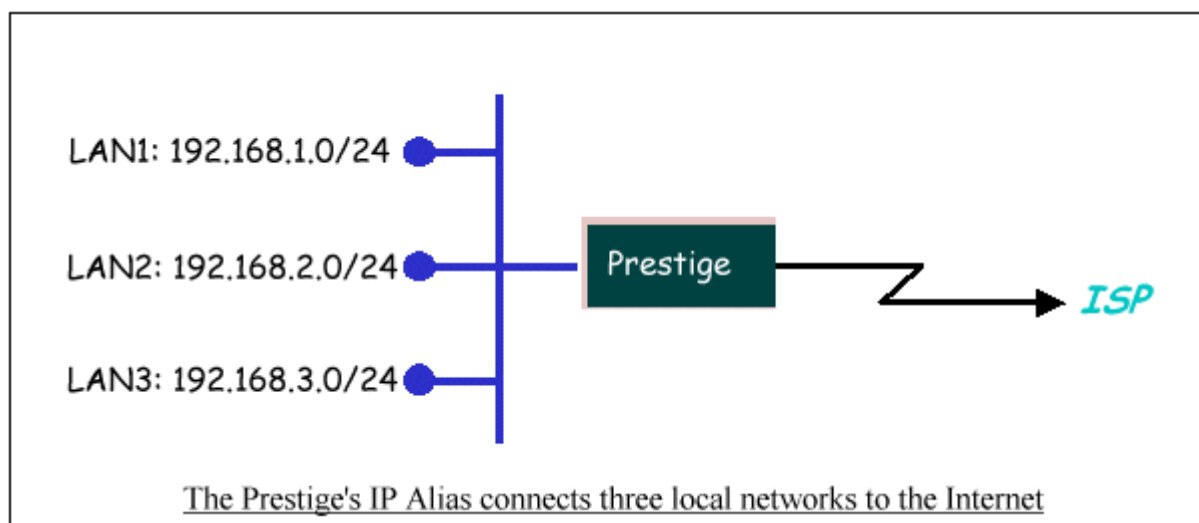 LAN1: 192.168.1.0/24
LAN2: 192.168.2.0/24
Prestige
ISP
LAN3: 192.168.3.0/24
The Prestige's IP Alias connects three local networks to the Internet